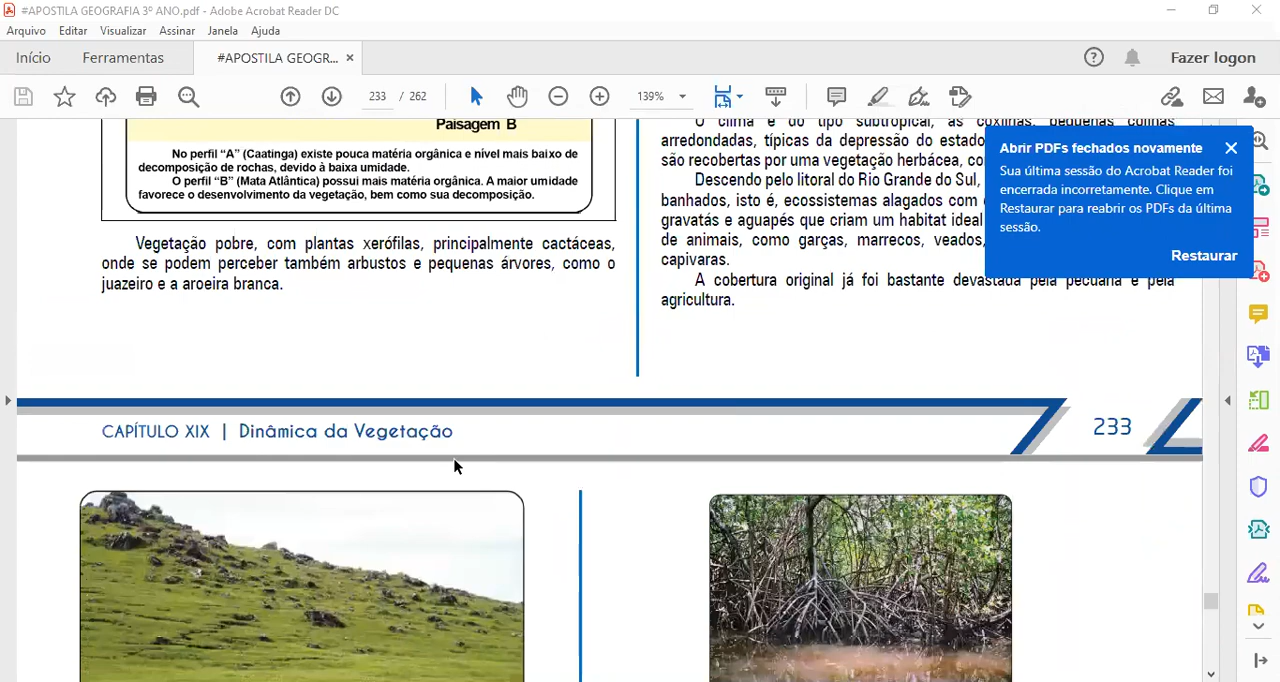 #APOSTILA GEOGRAFIA 3º ANO.pdf - Adobe Acrobat Reader DC
Arquivo Editar Visualizar Assinar Janela Ajuda
Início Ferramentas #APOSTILA GEOGR... × Fazer logon
233 / 262 139%
Paisagem B
No perfil "A" (Caatinga) existe pouca matéria orgânica e nível mais baixo de
decomposição de rochas, devido à baixa umidade.
O perfil "B" (Mata Atlântica) possui mais matéria orgânica. A maior umidade
favorece o desenvolvimento da vegetação, bem como sua decomposição.
Vegetação pobre, com plantas xerófilas, principalmente cactáceas,
onde se podem perceber também arbustos e pequenas árvores, como o
juazeiro e a aroeira branca.
O clima é do tipo subtropical, as coxilhas, pequenas colinas
arredondadas, típicas da depressão do estado
são recobertas por uma vegetação herbácea,
Descendo pelo litoral do Rio Grande do Sul,
banhados, isto é, ecossistemas alagados com
gravatás e aguapés que criam um habitat ideal
de animais, como garças, marrecos, veados,
capivaras.
A cobertura original já foi bastante devastada pela pecuária e pela
agricultura.
Abrir PDFs fechados novamente
Sua última sessão do Acrobat Reader foi
encerrada incorretamente. Clique em
Restaurar para reabrir os PDFs da última
sessão.
Restaurar
CAPÍTULO XIX | Dinâmica da Vegetação
233